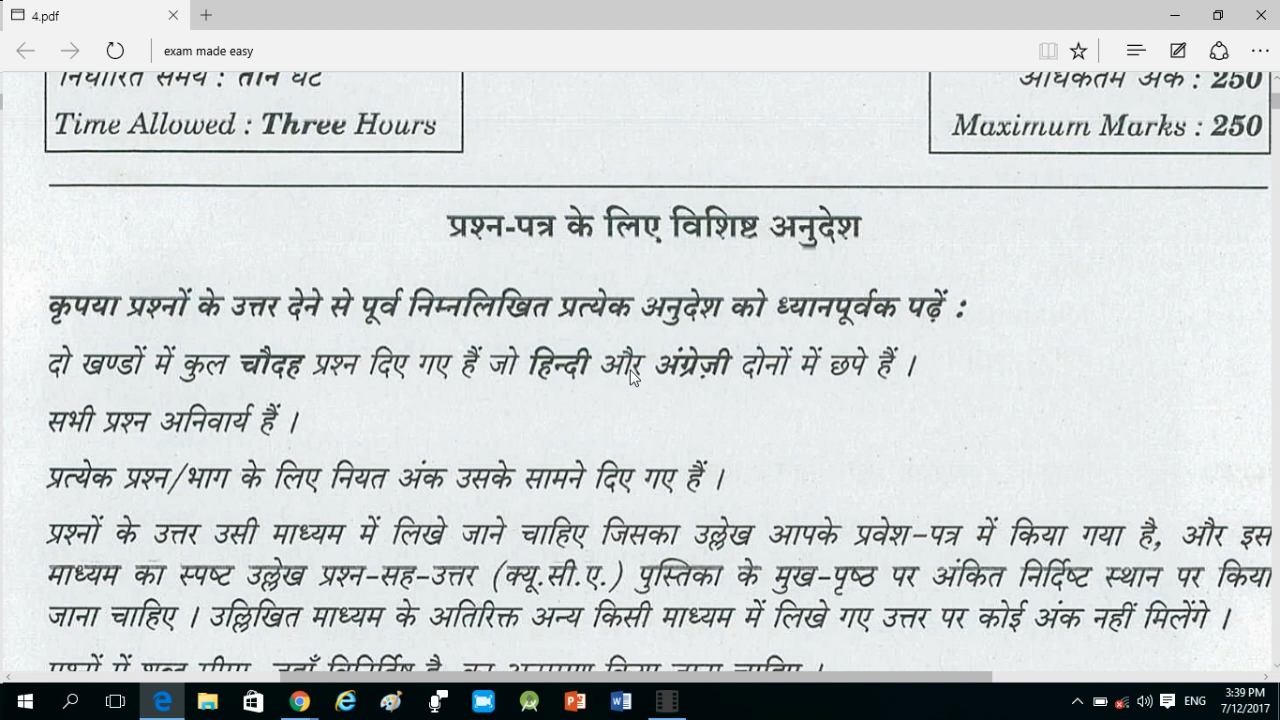 4.pdf
exam made easy
निर्धारित समय : तीन घंटे
अधिकतम अंक : 250
Time Allowed : Three Hours
Maximum Marks : 250
प्रश्न-पत्र के लिए विशिष्ट अनुदेश
कृपया प्रश्नों के उत्तर देने से पूर्व निम्नलिखित प्रत्येक अनुदेश को ध्यानपूर्वक पढ़ें :
दो खण्डों में कुल चौदह प्रश्न दिए गए हैं जो हिन्दी और अंग्रेज़ी दोनों में छपे हैं ।
सभी प्रश्न अनिवार्य हैं ।
प्रत्येक प्रश्न/भाग के लिए नियत अंक उसके सामने दिए गए हैं ।
प्रश्नों के उत्तर उसी माध्यम में लिखे जाने चाहिए जिसका उल्लेख आपके प्रवेश-पत्र में किया गया है, और इस
माध्यम का स्पष्ट उल्लेख प्रश्न-सह-उत्तर (क्यू.सी.ए.) पुस्तिका के मुख-पृष्ठ पर अंकित निर्दिष्ट स्थान पर किया
जाना चाहिए । उल्लिखित माध्यम के अतिरिक्त अन्य किसी माध्यम में लिखे गए उत्तर पर कोई अंक नहीं मिलेंगे ।
ENG
3:39 PM
7/12/2017